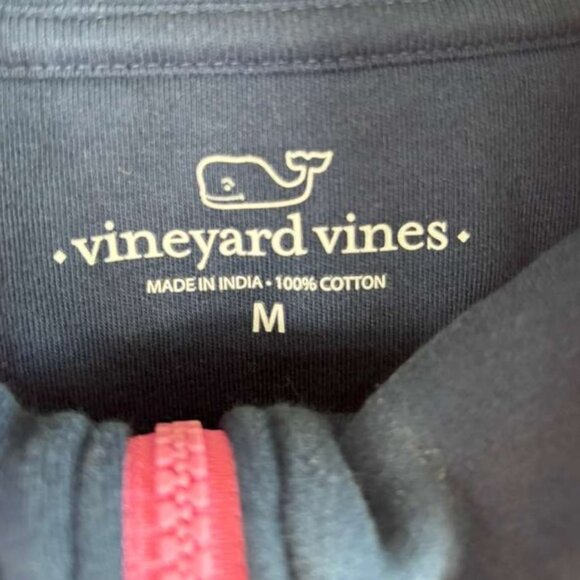 vineyard vines
MADE IN INDIA • 100% COTTON
M